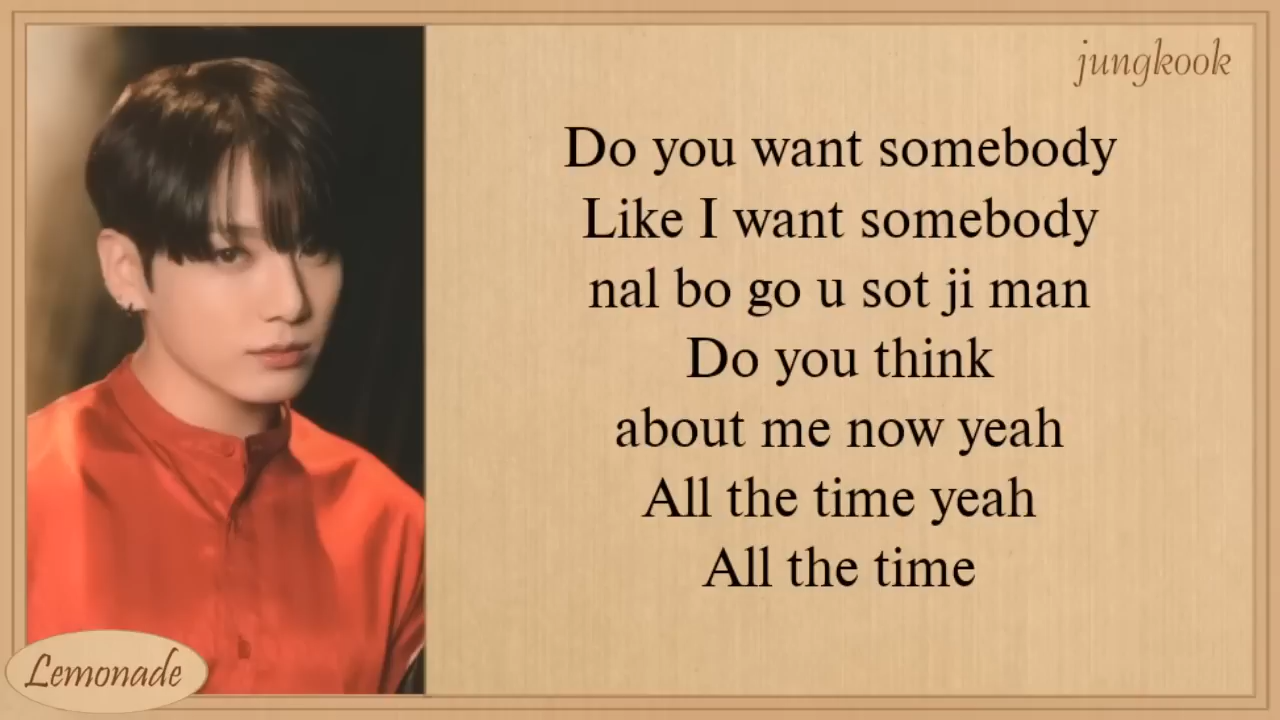 jungkook
Do you want somebody
Like I want somebody
nal bo go u sot ji man
Do you think
about me now yeah
All the time yeah
All the time
Lemonade